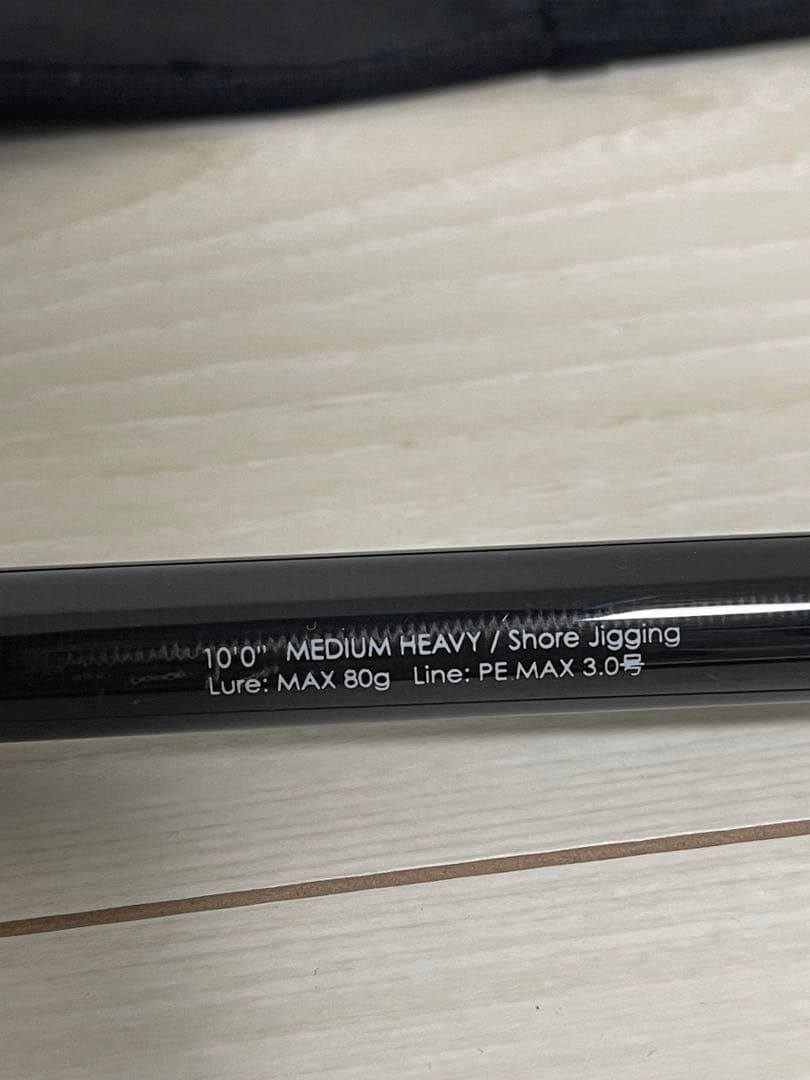 10'0" MEDIUM HEAVY / Shore Jigging
Lure: MAX 80g Line: PE MAX 3.0号